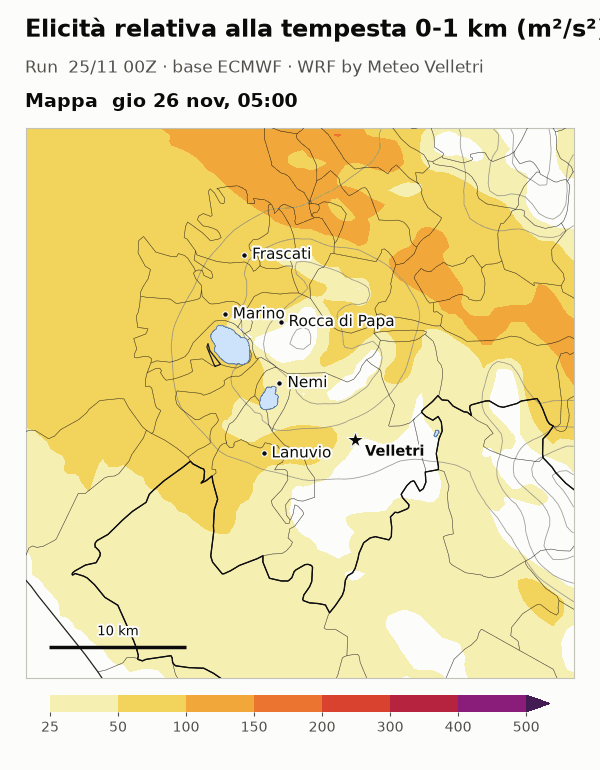 Elicità relativa alla tempesta 0-1 km (m²/s²)
Run 25/11 00Z · base ECMWF · WRF by Meteo Velletri
Mappa gio 26 nov, 05:00
Frascati
Marino
Rocca di Papa
Nemi
Velletri
Lanuvio
10 km
25 50 100 150 200 300 400 500